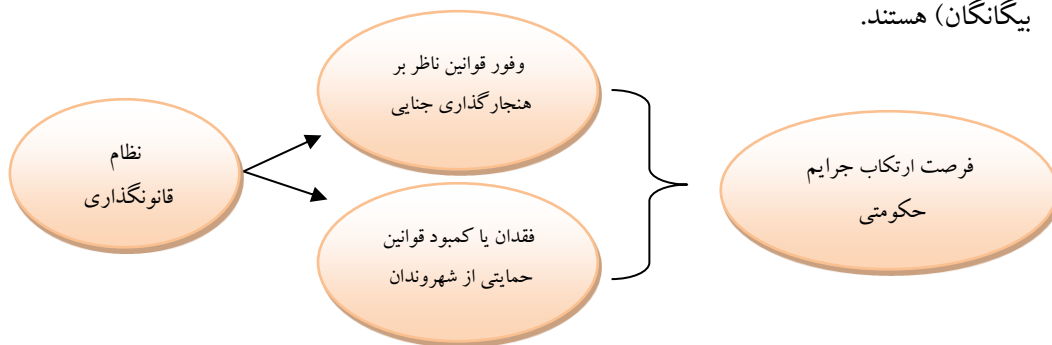 بیگانگان) هستند.
وفور قوانین ناظر بر
هنجارگذاری جنایی
نظام
قانونگذاری
فقدان یا کمبود قوانین
حمایتی از شهروندان
فرصت ارتکاب جرایم
حکومتی